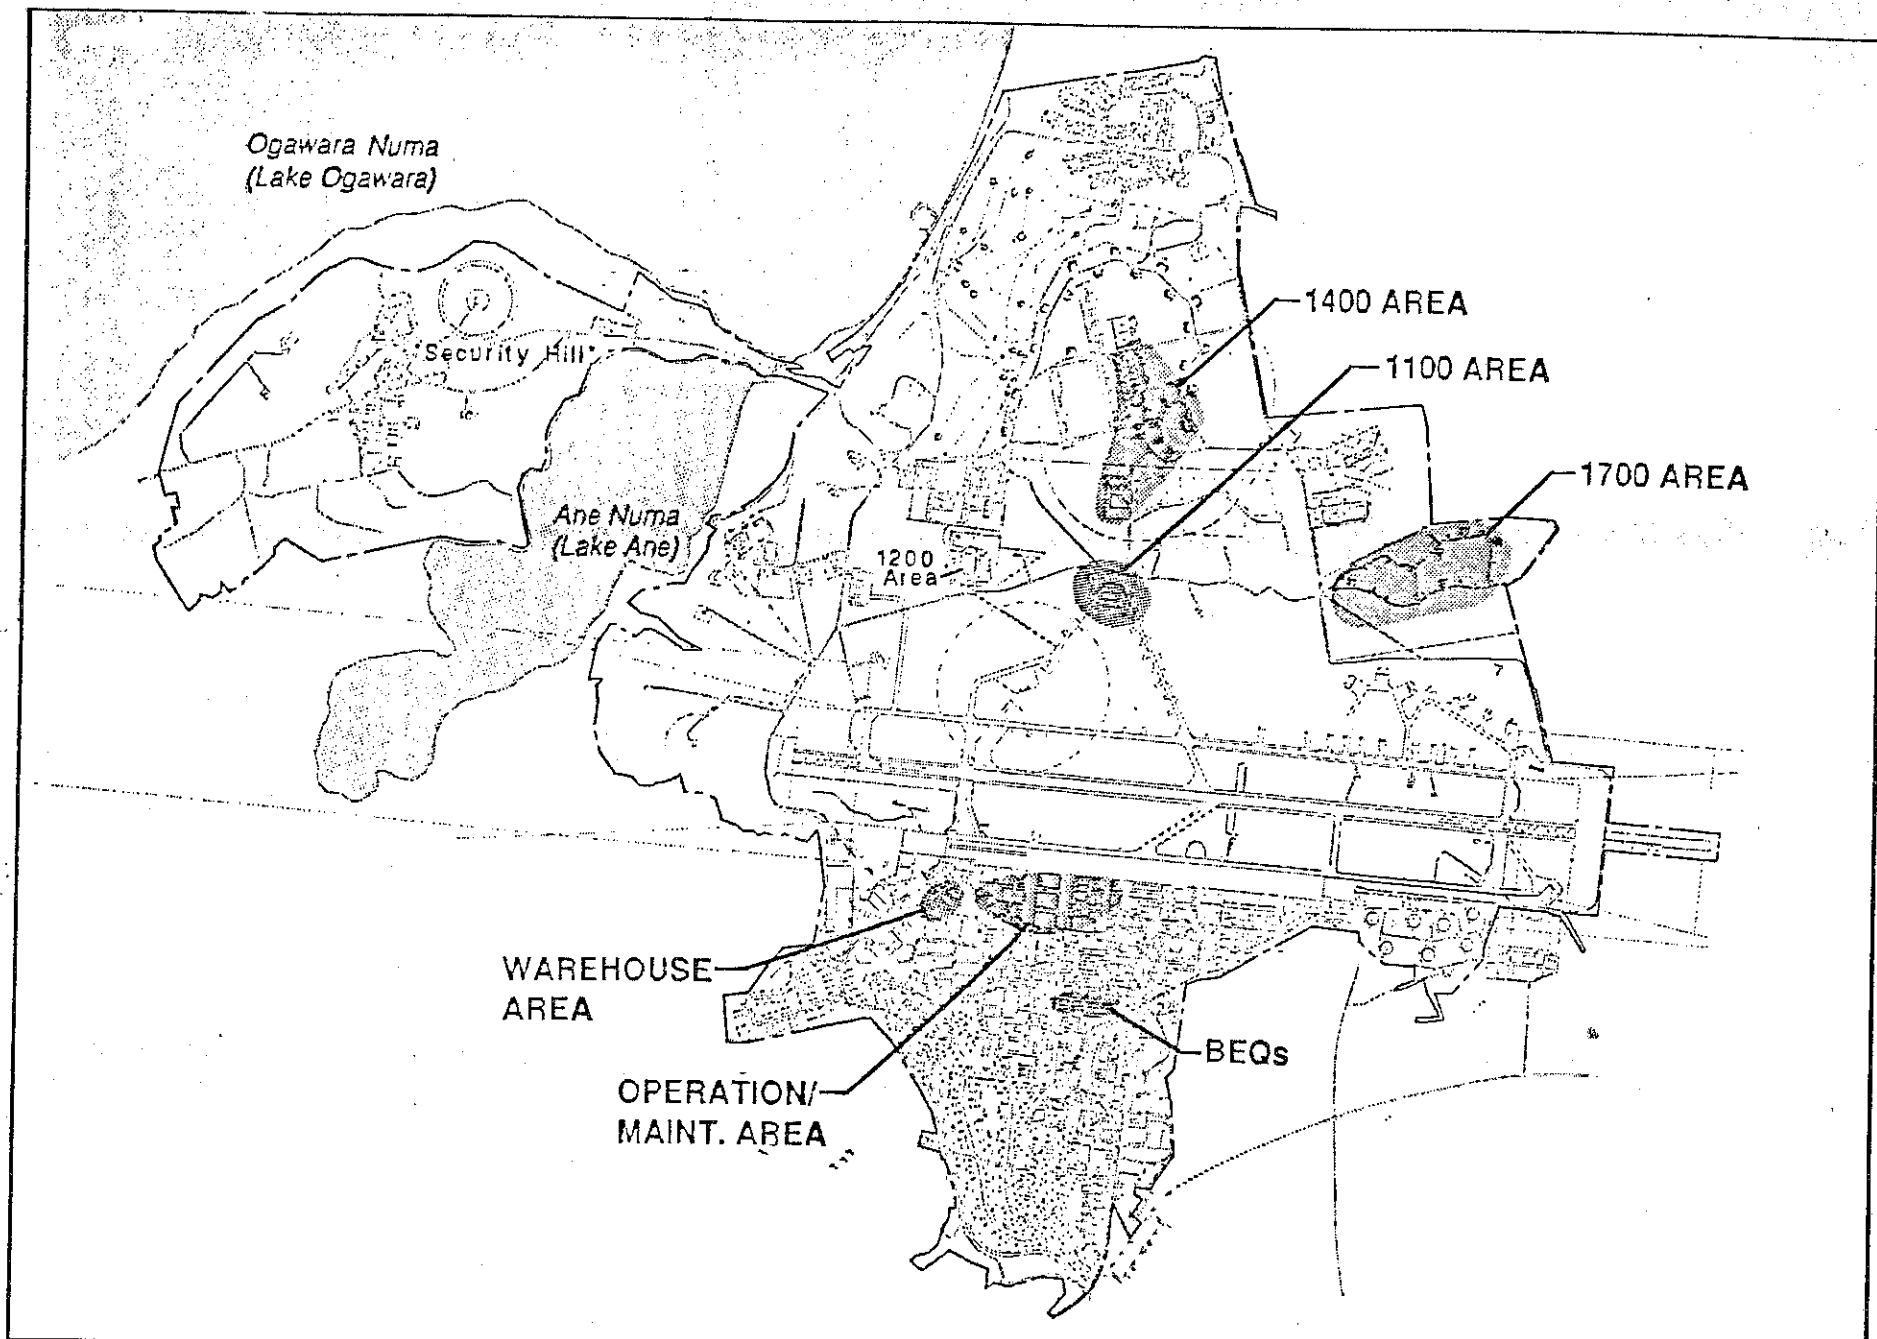 Ogawara Numa
(Lake Ogawara)
1400 AREA
"Security Hill"
1100 AREA
1700 AREA
Ane Numa
(Lake Ane)
1200
Area
WAREHOUSE
AREA
BEQs
OPERATION/
MAINT. AREA